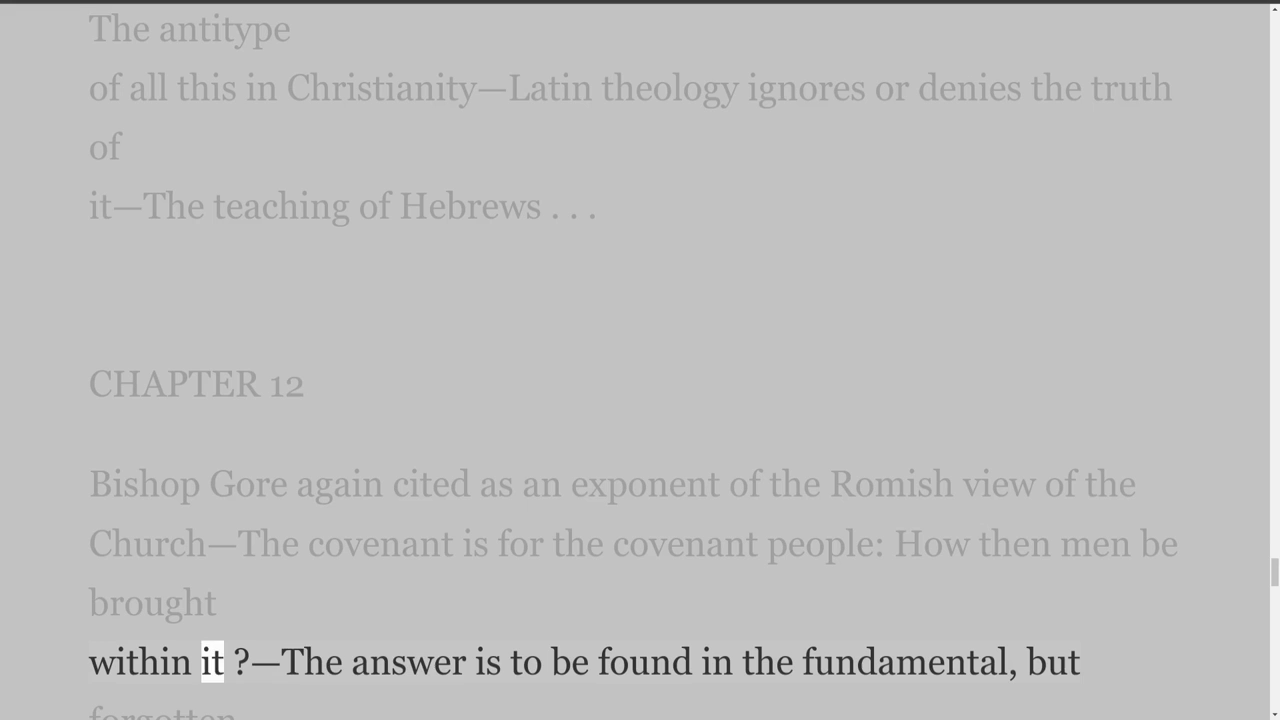 The antitype
of all this in Christianity—Latin theology ignores or denies the truth
of
it—The teaching of Hebrews . . .
CHAPTER 12
Bishop Gore again cited as an exponent of the Romish view of the
Church—The covenant is for the covenant people: How then men be
brought
within it ?—The answer is to be found in the fundamental, but
forgotten